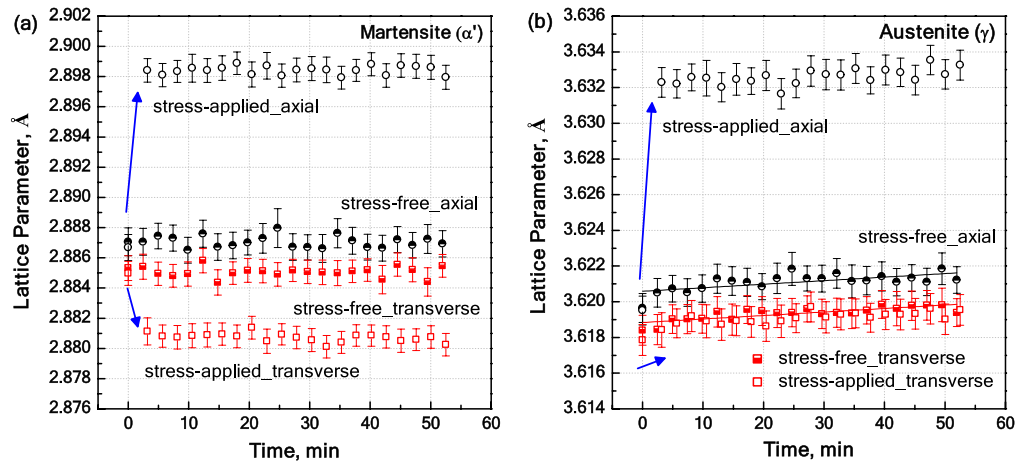 (a)
Martensite (α')
2.902
2.900
2.898
2.896
2.894
2.892
2.890
2.888
2.886
2.884
2.882
2.880
2.878
2.876
Lattice Parameter, Å
stress-applied_axial
stress-free_axial
stress-free_transverse
stress-applied_transverse
0 10 20 30 40 50 60
Time, min
(b)
Austenite (γ)
3.636
3.634
3.632
3.630
3.628
3.626
3.624
3.622
3.620
3.618
3.616
3.614
Lattice Parameter, Å
stress-applied_axial
stress-free_axial
stress-free_transverse
stress-applied_transverse
0 10 20 30 40 50 60
Time, min